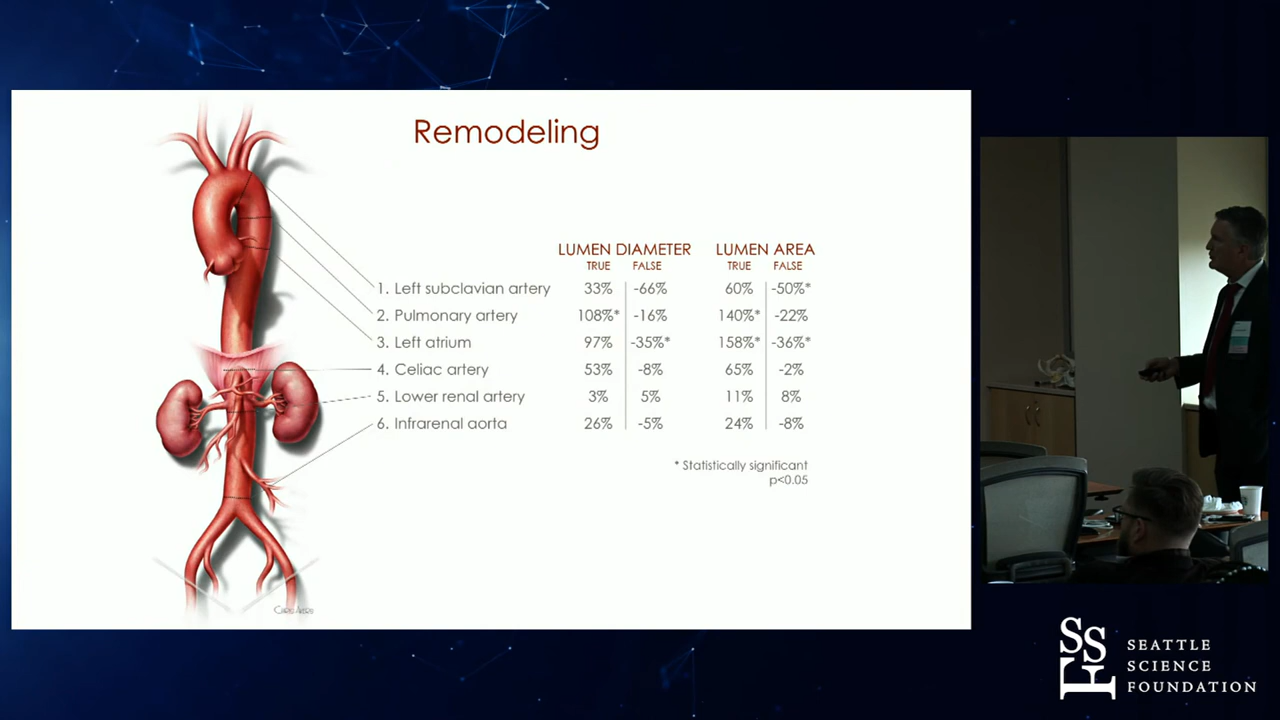 Remodeling
LUMEN DIAMETER LUMEN AREA
TRUE FALSE TRUE FALSE
1. Left subclavian artery 33% -66% 60% -50%*
2. Pulmonary artery 108%* -16% 140%* -22%
3. Left atrium 97% -35%* 158%* -36%*
4. Celiac artery 53% -8% 65% -2%
5. Lower renal artery 3% 5% 11% 8%
6. Infrarenal aorta 26% -5% 24% -8%
* Statistically significant
p<0.05
SSF
SEATTLE
SCIENCE
FOUNDATION